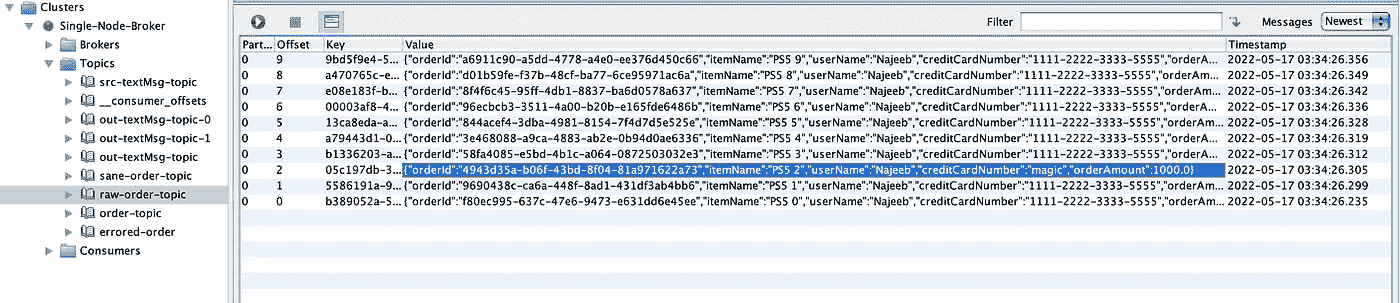 Clusters
Single-Node-Broker
Brokers
Topics
src-textMsg-topic
__consumer_offsets
out-textMsg-topic-0
out-textMsg-topic-1
out-textMsg-topic
sane-order-topic
raw-order-topic
order-topic
errored-order
Consumers
Filter Messages Newest
Part... Offset Key Value Timestamp
0 9 9bd5f9e4-5... {"orderId":"a6911c90-a5dd-4778-a4e0-ee376d450c66","itemName":"PS5 9","userName":"Najeeb","creditCardNumber":"1111-2222-3333-5555","orderAm... 2022-05-17 03:34:26.356
0 8 a470765c-e... {"orderId":"d01b59fe-f37b-48cf-ba77-6ce95971ac6a","itemName":"PS5 8","userName":"Najeeb","creditCardNumber":"1111-2222-3333-5555","orderA... 2022-05-17 03:34:26.349
0 7 e08e183f-b... {"orderId":"8f4f6c45-95ff-4db1-8837-ba6d0578a637","itemName":"PS5 7","userName":"Najeeb","creditCardNumber":"1111-2222-3333-5555","orderA... 2022-05-17 03:34:26.342
0 6 00003af8-4... {"orderId":"96ecbcb3-3511-4a00-b20b-e165fde6486b","itemName":"PS5 6","userName":"Najeeb","creditCardNumber":"1111-2222-3333-5555","orderA... 2022-05-17 03:34:26.336
0 5 13ca8eda-a... {"orderId":"844acef4-3dba-4981-8154-7f4d7d5e525e","itemName":"PS5 5","userName":"Najeeb","creditCardNumber":"1111-2222-3333-5555","orderA... 2022-05-17 03:34:26.328
0 4 a79443d1-0... {"orderId":"3e468088-a9ca-4883-ab2e-0b94d0ae6336","itemName":"PS5 4","userName":"Najeeb","creditCardNumber":"1111-2222-3333-5555","orderA... 2022-05-17 03:34:26.319
0 3 b1336203-a... {"orderId":"58fa4085-e5bd-4b1c-a064-0872503032e3","itemName":"PS5 3","userName":"Najeeb","creditCardNumber":"1111-2222-3333-5555","orderA... 2022-05-17 03:34:26.312
0 2 05c197db-3... {"orderId":"4943d35a-b06f-43bd-8f04-81a971622a73","itemName":"PS5 2","userName":"Najeeb","creditCardNumber":"magic","orderAmount":1000.0} 2022-05-17 03:34:26.305
0 1 5586191a-9... {"orderId":"9690438c-ca6a-448f-8ad1-431df3ab4bb6","itemName":"PS5 1","userName":"Najeeb","creditCardNumber":"1111-2222-3333-5555","orderA... 2022-05-17 03:34:26.299
0 0 b389052a-5... {"orderId":"f80ec995-637c-47e6-9473-e631dd6e45ee","itemName":"PS5 0","userName":"Najeeb","creditCardNumber":"1111-2222-3333-5555","orderAm... 2022-05-17 03:34:26.235